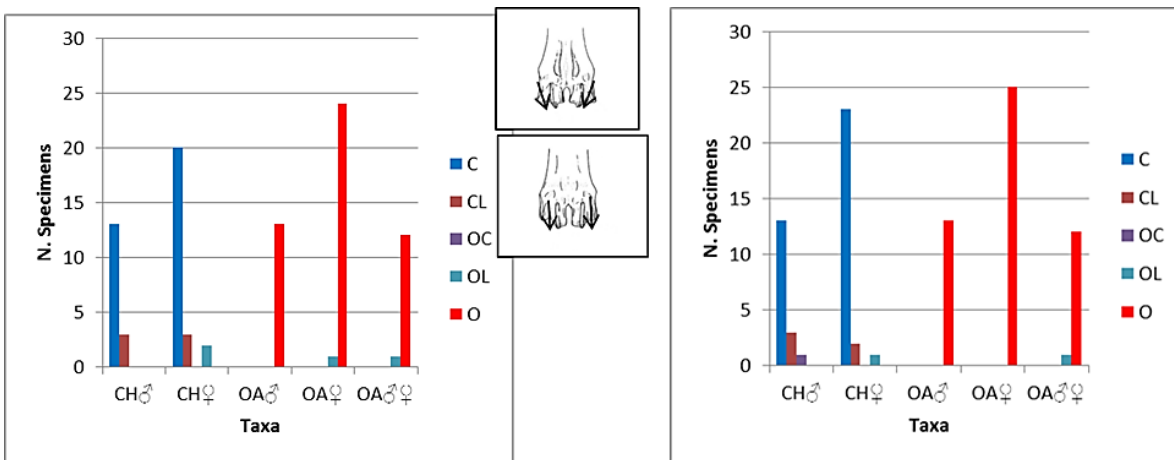 30
25
20
15
10
5
0
N. Specimens
CH♂ CH♀ OA♂ OA♀ OA♂♀
Taxa
C
CL
OC
OL
O
30
25
20
15
10
5
0
N. Specimens
CH♂ CH♀ OA♂ OA♀ OA♂♀
Taxa
C
CL
OC
OL
O